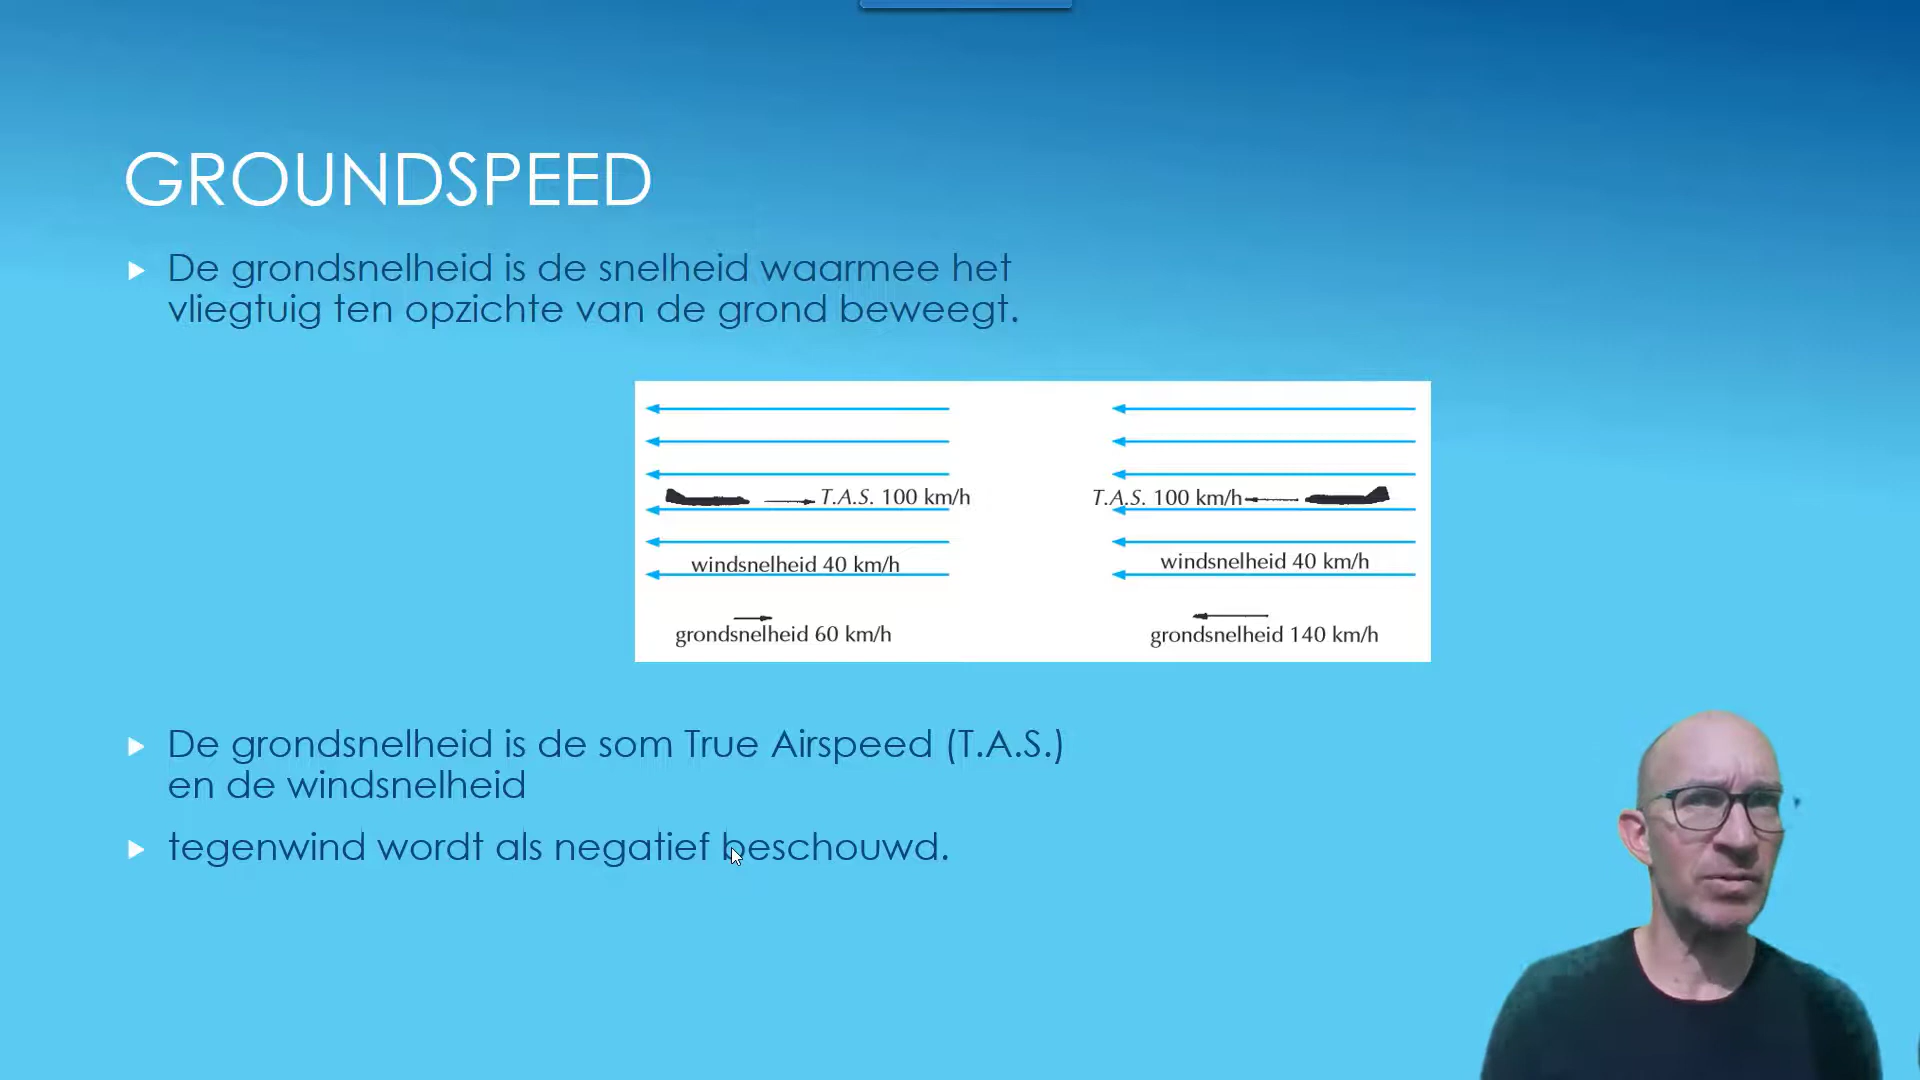 GROUNDSPEED
De grondsnelheid is de snelheid waarmee het
vliegtuig ten opzichte van de grond beweegt.
T.A.S. 100 km/h
windsnelheid 40 km/h
grondsnelheid 60 km/h
T.A.S. 100 km/h
windsnelheid 40 km/h
grondsnelheid 140 km/h
De grondsnelheid is de som True Airspeed (T.A.S.)
en de windsnelheid
tegenwind wordt als negatief beschouwd.